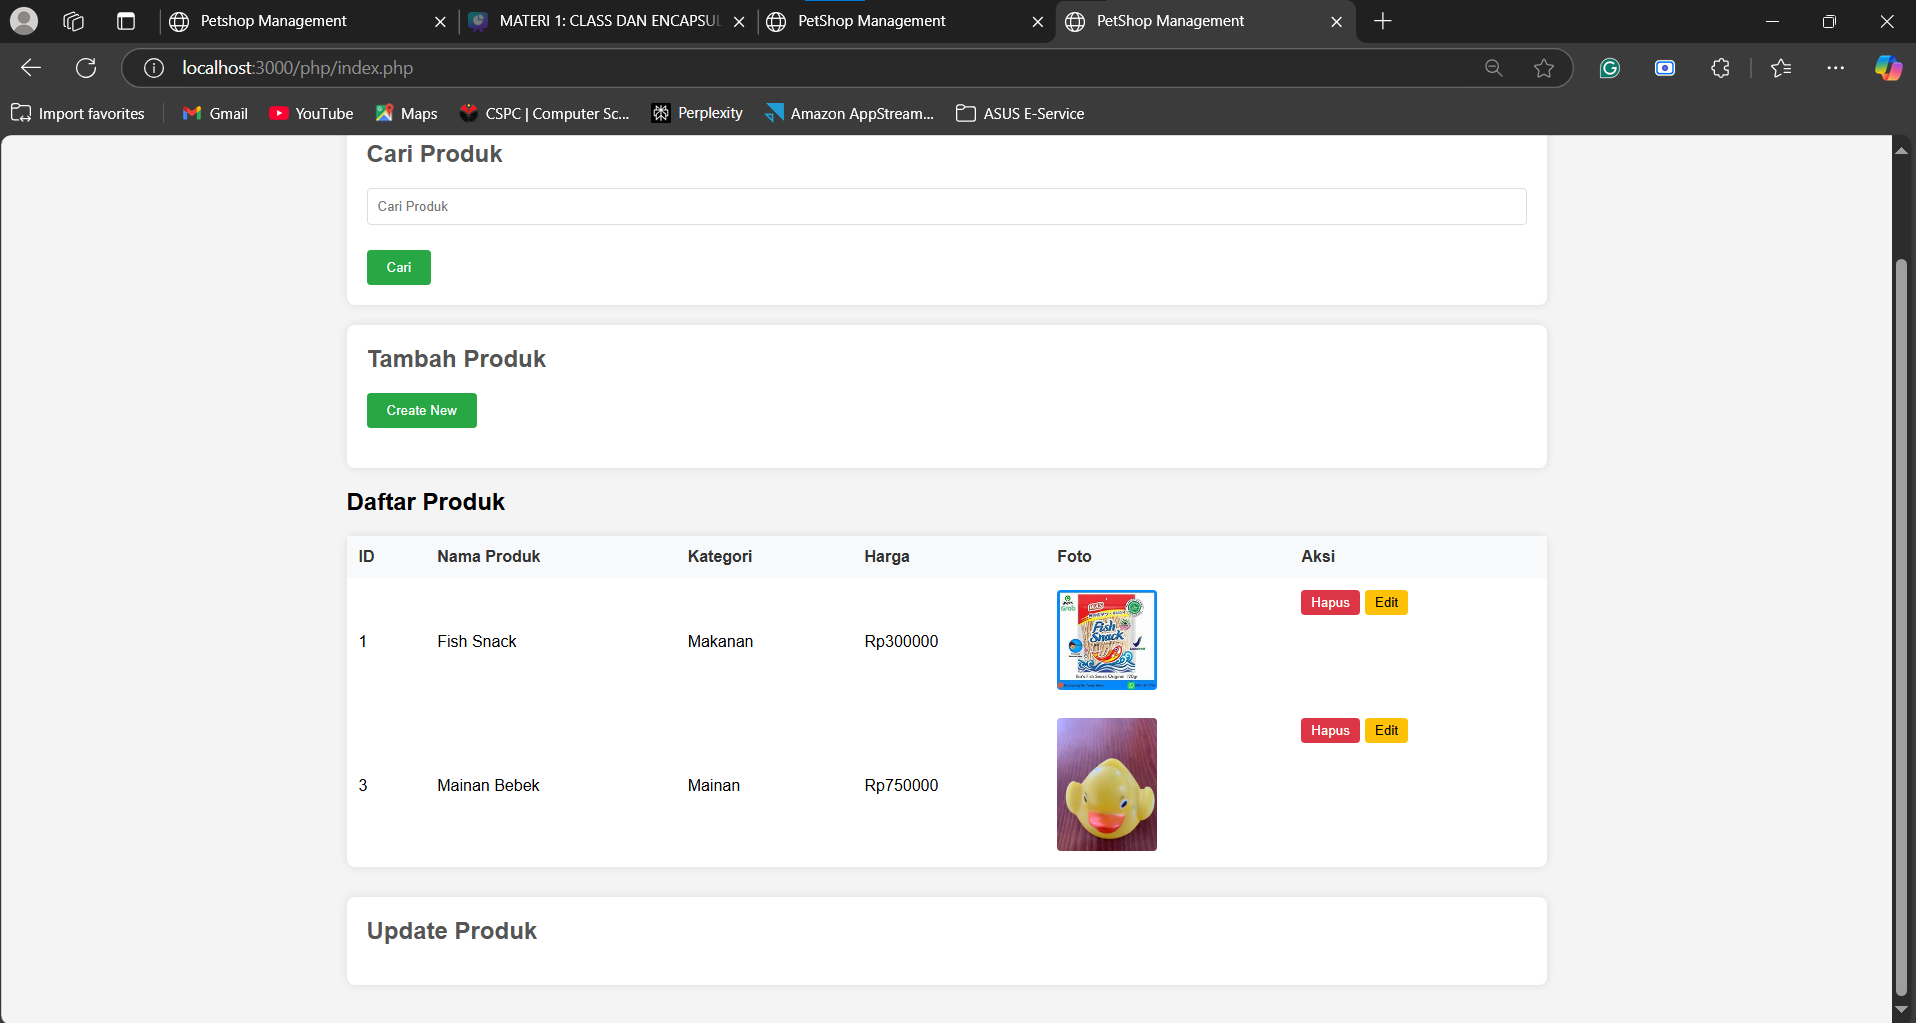 Petshop Management
MATERI 1: CLASS DAN ENCAPSUL
PetShop Management
PetShop Management
localhost:3000/php/index.php
Import favorites
Gmail
YouTube
Maps
CSPC | Computer Sc...
Perplexity
Amazon AppStream...
ASUS E-Service
Cari Produk
Cari Produk
Cari
Tambah Produk
Create New
Daftar Produk
ID Nama Produk Kategori Harga Foto Aksi
1 Fish Snack Makanan Rp300000 Hapus Edit
Grab
Fish
Snack
3 Mainan Bebek Mainan Rp750000 Hapus Edit
Update Produk